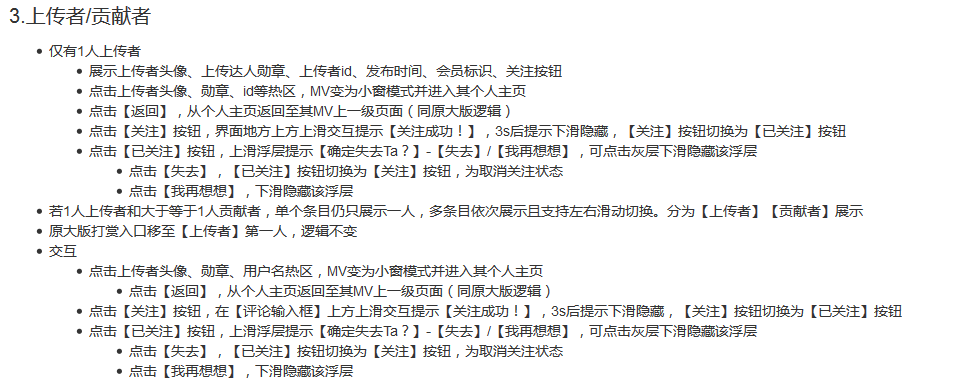 3.上传者/贡献者
仅有1人上传者
展示上传者头像、上传达人勋章、上传者id、发布时间、会员标识、关注按钮
点击上传者头像、勋章、id等热区，MV变为小窗模式并进入其个人主页
点击【返回】，从个人主页返回至其MV上一级页面（同原大版逻辑）
点击【关注】按钮，界面地方上方上滑交互提示【关注成功！】，3s后提示下滑隐藏，【关注】按钮切换为【已关注】按钮
点击【已关注】按钮，上滑浮层提示【确定失去Ta？】-【失去】/【我再想想】，可点击灰层下滑隐藏该浮层
点击【失去】，【已关注】按钮切换为【关注】按钮，为取消关注状态
点击【我再想想】，下滑隐藏该浮层
若1人上传者和大于等于1人贡献者，单个条目仍只展示一人，多条目依次展示且支持左右滑动切换。分为【上传者】【贡献者】展示
原大版打赏入口移至【上传者】第一人，逻辑不变
交互
点击上传者头像、勋章、用户名热区，MV变为小窗模式并进入其个人主页
点击【返回】，从个人主页返回至其MV上一级页面（同原大版逻辑）
点击【关注】按钮，在【评论输入框】上方上滑交互提示【关注成功！】，3s后提示下滑隐藏，【关注】按钮切换为【已关注】按钮
点击【已关注】按钮，上滑浮层提示【确定失去Ta？】-【失去】/【我再想想】，可点击灰层下滑隐藏该浮层
点击【失去】，【已关注】按钮切换为【关注】按钮，为取消关注状态
点击【我再想想】，下滑隐藏该浮层